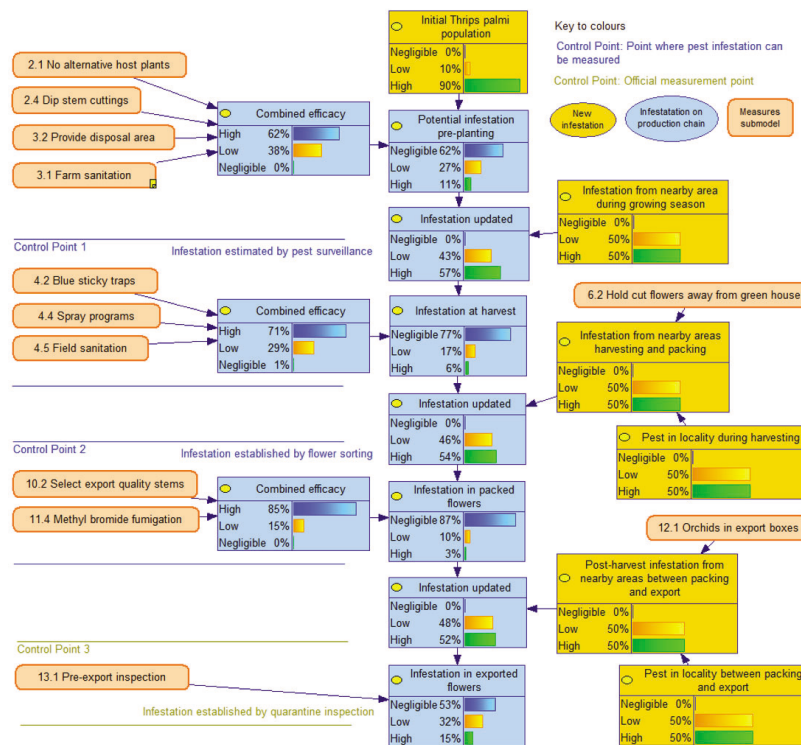 Initial Thrips palmi
population
Negligible 0%
Low 10%
High 90%
Key to colours
Control Point: Point where pest infestation can
be measured
Control Point: Official measurement point
New
infestation
Infestatation on
production chain
Measures
submodel
2.1 No alternative host plants
2.4 Dip stem cuttings
3.2 Provide disposal area
3.1 Farm sanitation
Combined efficacy
High 62%
Low 38%
Negligible 0%
Potential infestation
pre-planting
Negligible 62%
Low 27%
High 11%
Infestation updated
Negligible 0%
Low 43%
High 57%
Infestation from nearby area
during growing season
Negligible 0%
Low 50%
High 50%
Control Point 1
Infestation estimated by pest surveillance
4.2 Blue sticky traps
4.4 Spray programs
4.5 Field sanitation
Combined efficacy
High 71%
Low 29%
Negligible 1%
Infestation at harvest
Negligible 77%
Low 17%
High 6%
6.2 Hold cut flowers away from green house
Infestation from nearby areas
harvesting and packing
Negligible 0%
Low 50%
High 50%
Infestation updated
Negligible 0%
Low 46%
High 54%
Pest in locality during harvesting
Negligible 0%
Low 50%
High 50%
Control Point 2
Infestation established by flower sorting
10.2 Select export quality stems
11.4 Methyl bromide fumigation
Combined efficacy
High 85%
Low 15%
Negligible 0%
Infestation in packed
flowers
Negligible 87%
Low 10%
High 3%
12.1 Orchids in export boxes
Post-harvest infestation from
nearby areas between packing
and export
Negligible 0%
Low 50%
High 50%
Infestation updated
Negligible 0%
Low 48%
High 52%
Control Point 3
13.1 Pre-export inspection
Infestation established by quarantine inspection
Infestation in exported
flowers
Negligible 53%
Low 32%
High 15%
Pest in locality between packing
and export
Negligible 0%
Low 50%
High 50%